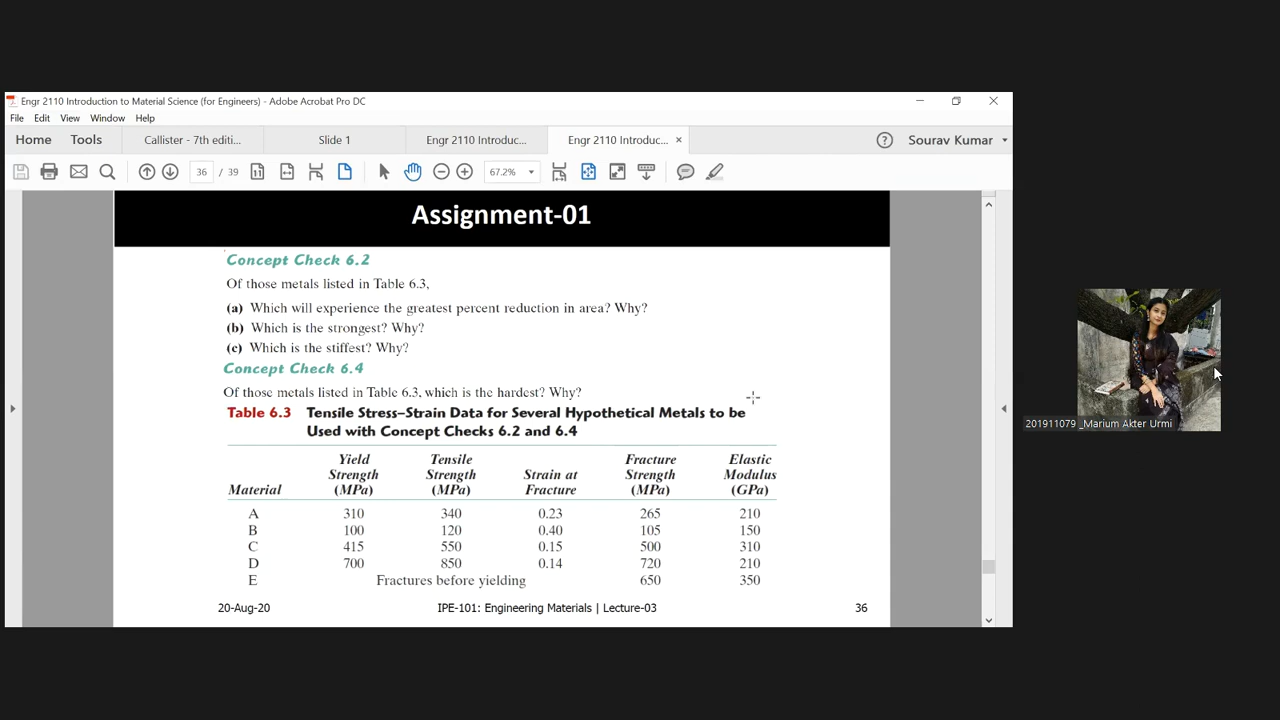 Engr 2110 Introduction to Material Science (for Engineers) - Adobe Acrobat Pro DC
File Edit View Window Help
Home Tools Callister - 7th editi... Slide 1 Engr 2110 Introduc... Engr 2110 Introduc... × Sourav Kumar
36 / 39 67.2%
Assignment-01
Concept Check 6.2
Of those metals listed in Table 6.3,
(a) Which will experience the greatest percent reduction in area? Why?
(b) Which is the strongest? Why?
(c) Which is the stiffest? Why?
Concept Check 6.4
Of those metals listed in Table 6.3, which is the hardest? Why?
Table 6.3 Tensile Stress–Strain Data for Several Hypothetical Metals to be
Used with Concept Checks 6.2 and 6.4
Yield Tensile Fracture Elastic
Strength Strength Strain at Strength Modulus
Material (MPa) (MPa) Fracture (MPa) (GPa)
A 310 340 0.23 265 210
B 100 120 0.40 105 150
C 415 550 0.15 500 310
D 700 850 0.14 720 210
E Fractures before yielding 650 350
20-Aug-20 IPE-101: Engineering Materials | Lecture-03 36
201911079 _Marium Akter Urmi